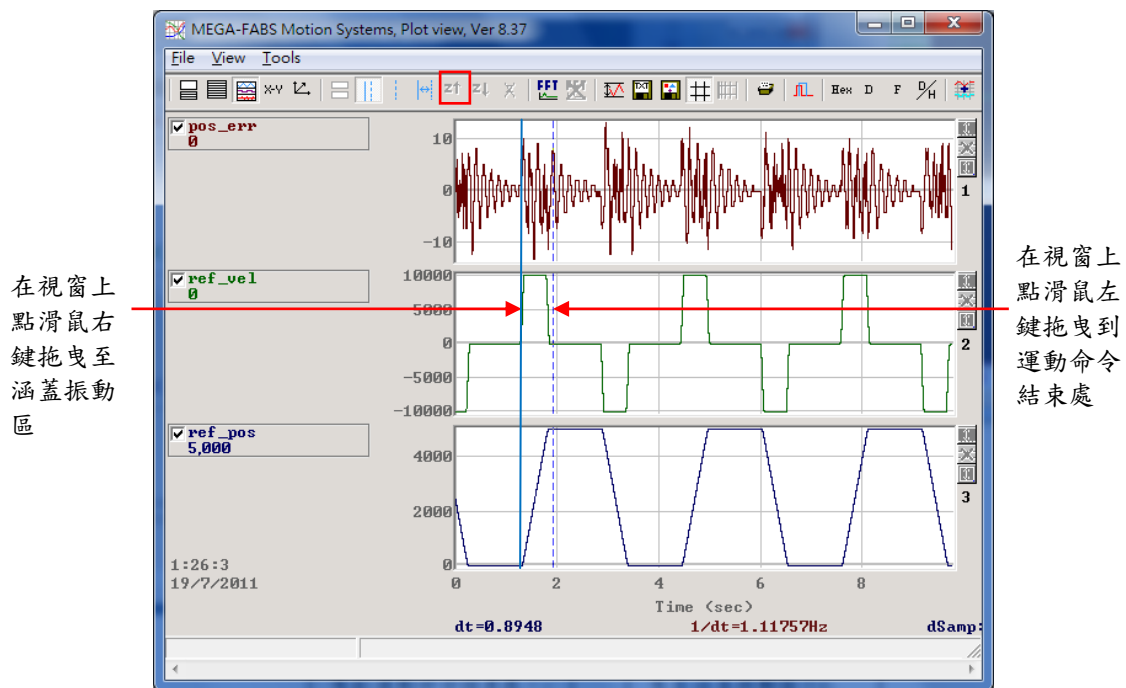 MEGA-FABS Motion Systems, Plot view, Ver 8.37
File View Tools
X-Y z↑ z↓ X FFT TXT Hex D F D/H
pos_err
0
10
0
-10
1
ref_vel
0
10000
5000
0
-5000
-10000
2
ref_pos
5,000
4000
2000
0
3
1:26:3
19/7/2011
0 2 4 6 8
Time (sec)
dt=0.8948 1/dt=1.11757Hz dSamp:
在視窗上
點滑鼠右
鍵拖曳至
涵蓋振動
區
在視窗上
點滑鼠左
鍵拖曳到
運動命令
結束處